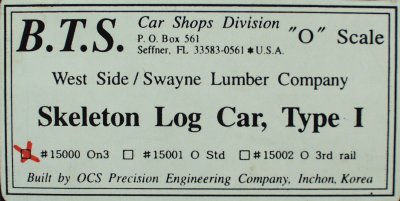 B.T.S. Car Shops Division "O" Scale
P. O. Box 561
Seffner, FL 33583-0561 ✱ U.S.A.
West Side / Swayne Lumber Company
Skeleton Log Car, Type I
#15000 On3 #15001 O Std #15002 O 3rd rail
Built by OCS Precision Engineering Company, Inchon, Korea